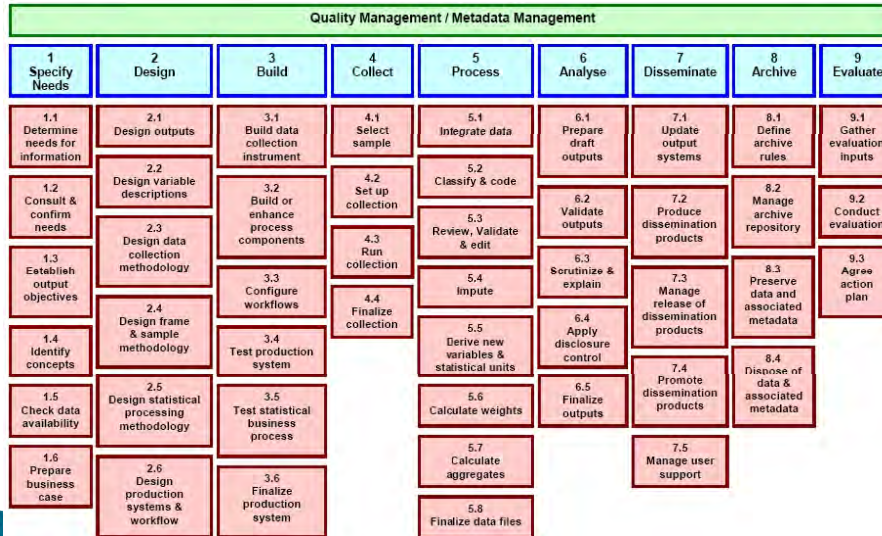 Quality Management / Metadata Management
1
Specify
Needs
2
Design
3
Build
4
Collect
5
Process
6
Analyse
7
Disseminate
8
Archive
9
Evaluate
1.1
Determine
needs for
information
1.2
Consult &
confirm
needs
1.3
Establish
output
objectives
1.4
Identify
concepts
1.5
Check data
availability
1.6
Prepare
business
case
2.1
Design outputs
2.2
Design variable
descriptions
2.3
Design data
collection
methodology
2.4
Design frame
& sample
methodology
2.5
Design statistical
processing
methodology
2.6
Design
production
systems &
workflow
3.1
Build data
collection
instrument
3.2
Build or
enhance
process
components
3.3
Configure
workflows
3.4
Test production
system
3.5
Test statistical
business
process
3.6
Finalize
production
system
4.1
Select
sample
4.2
Set up
collection
4.3
Run
collection
4.4
Finalize
collection
5.1
Integrate data
5.2
Classify & code
5.3
Review, Validate
& edit
5.4
Impute
5.5
Derive new
variables &
statistical units
5.6
Calculate weights
5.7
Calculate
aggregates
5.8
Finalize data files
6.1
Prepare
draft
outputs
6.2
Validate
outputs
6.3
Scrutinize &
explain
6.4
Apply
disclosure
control
6.5
Finalize
outputs
7.1
Update
output
systems
7.2
Produce
dissemination
products
7.3
Manage
release of
dissemination
products
7.4
Promote
dissemination
products
7.5
Manage user
support
8.1
Define
archive
rules
8.2
Manage
archive
repository
8.3
Preserve
data and
associated
metadata
8.4
Dispose of
data &
associated
metadata
9.1
Gather
evaluation
inputs
9.2
Conduct
evaluation
9.3
Agree
action
plan